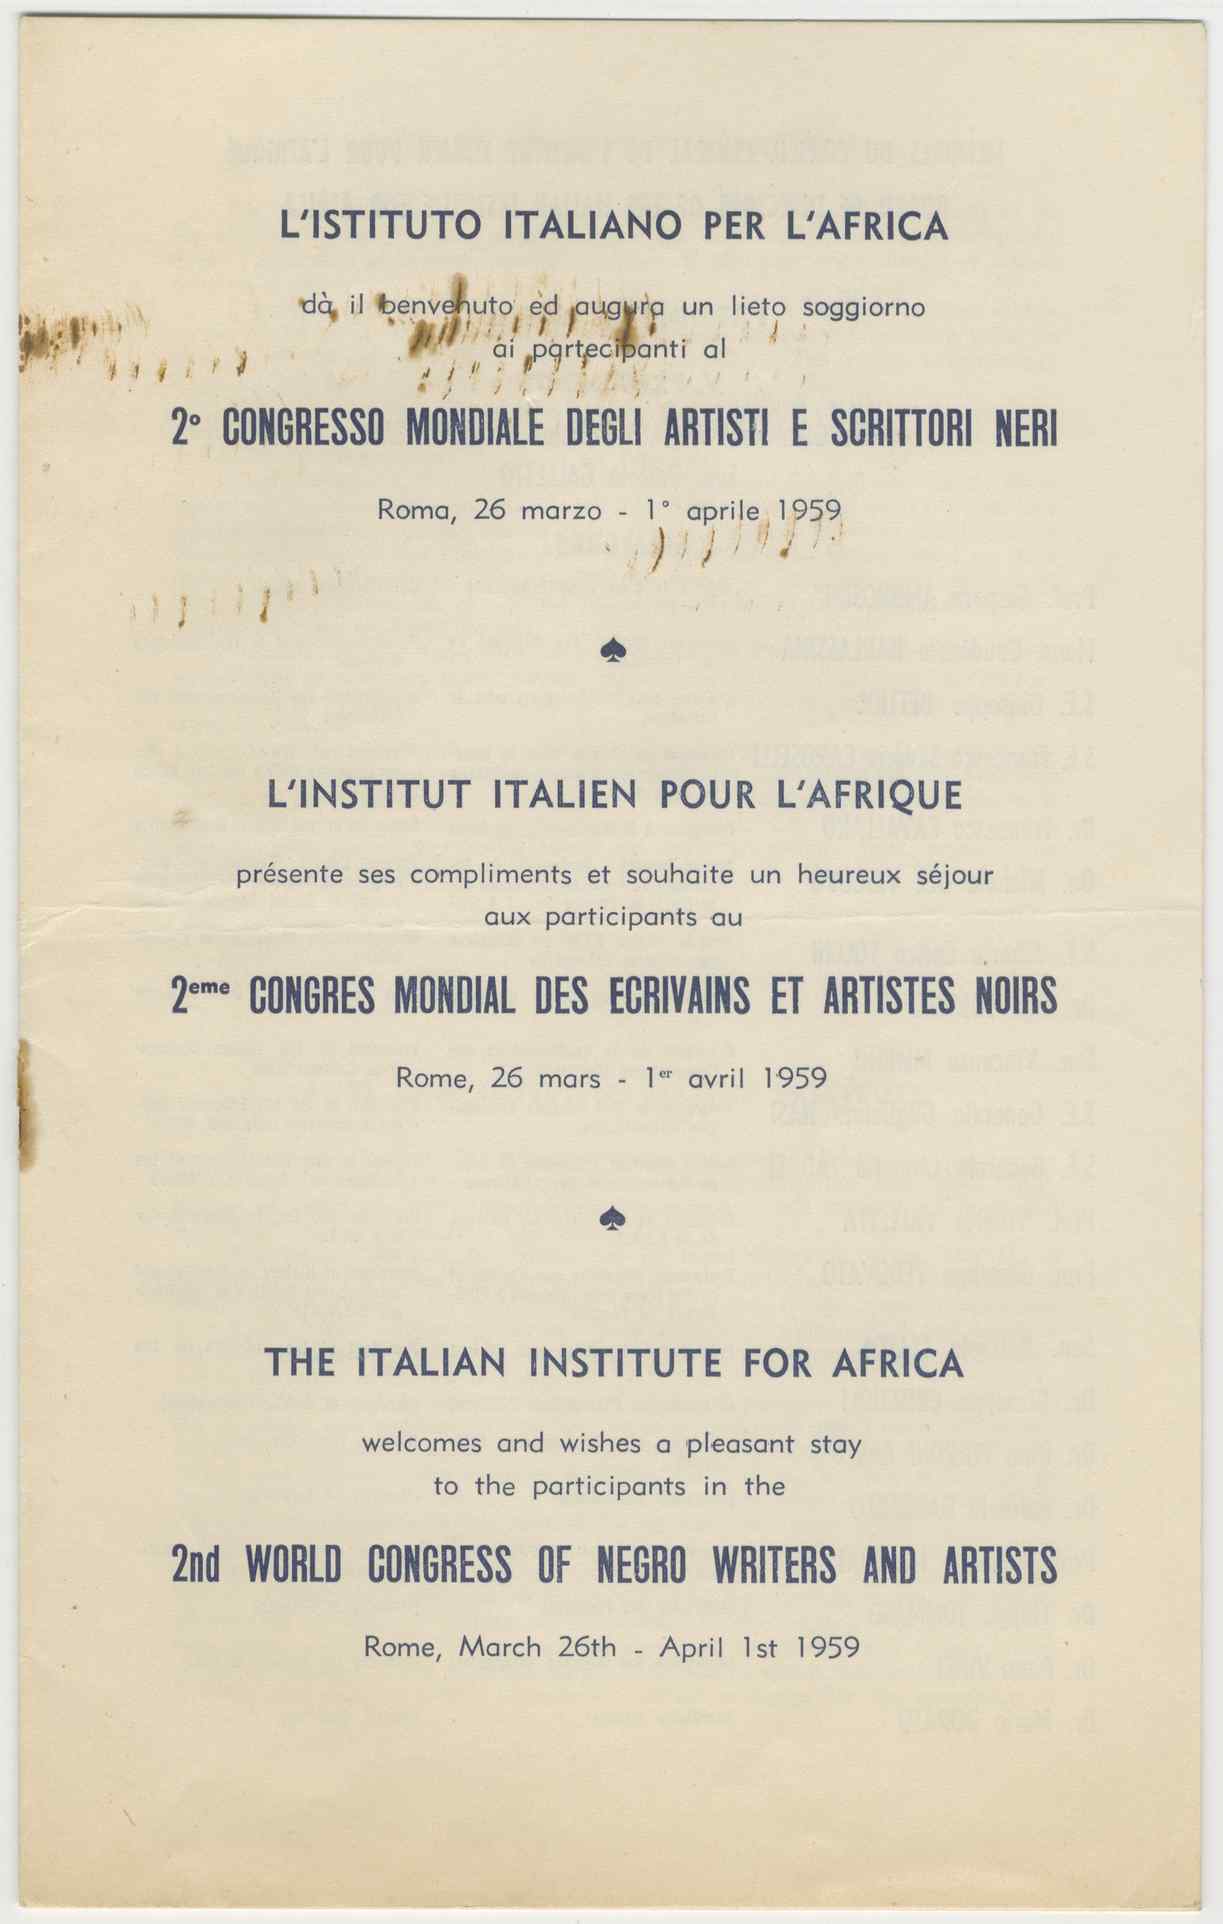 L'ISTITUTO ITALIANO PER L'AFRICA
dà il benvenuto ed augura un lieto soggiorno
ai partecipanti al
2° CONGRESSO MONDIALE DEGLI ARTISTI E SCRITTORI NERI
Roma, 26 marzo - 1° aprile 1959
L'INSTITUT ITALIEN POUR L'AFRIQUE
présente ses compliments et souhaite un heureux séjour
aux participants au
2eme CONGRES MONDIAL DES ECRIVAINS ET ARTISTES NOIRS
Rome, 26 mars - 1er avril 1959
THE ITALIAN INSTITUTE FOR AFRICA
welcomes and wishes a pleasant stay
to the participants in the
2nd WORLD CONGRESS OF NEGRO WRITERS AND ARTISTS
Rome, March 26th - April 1st 1959